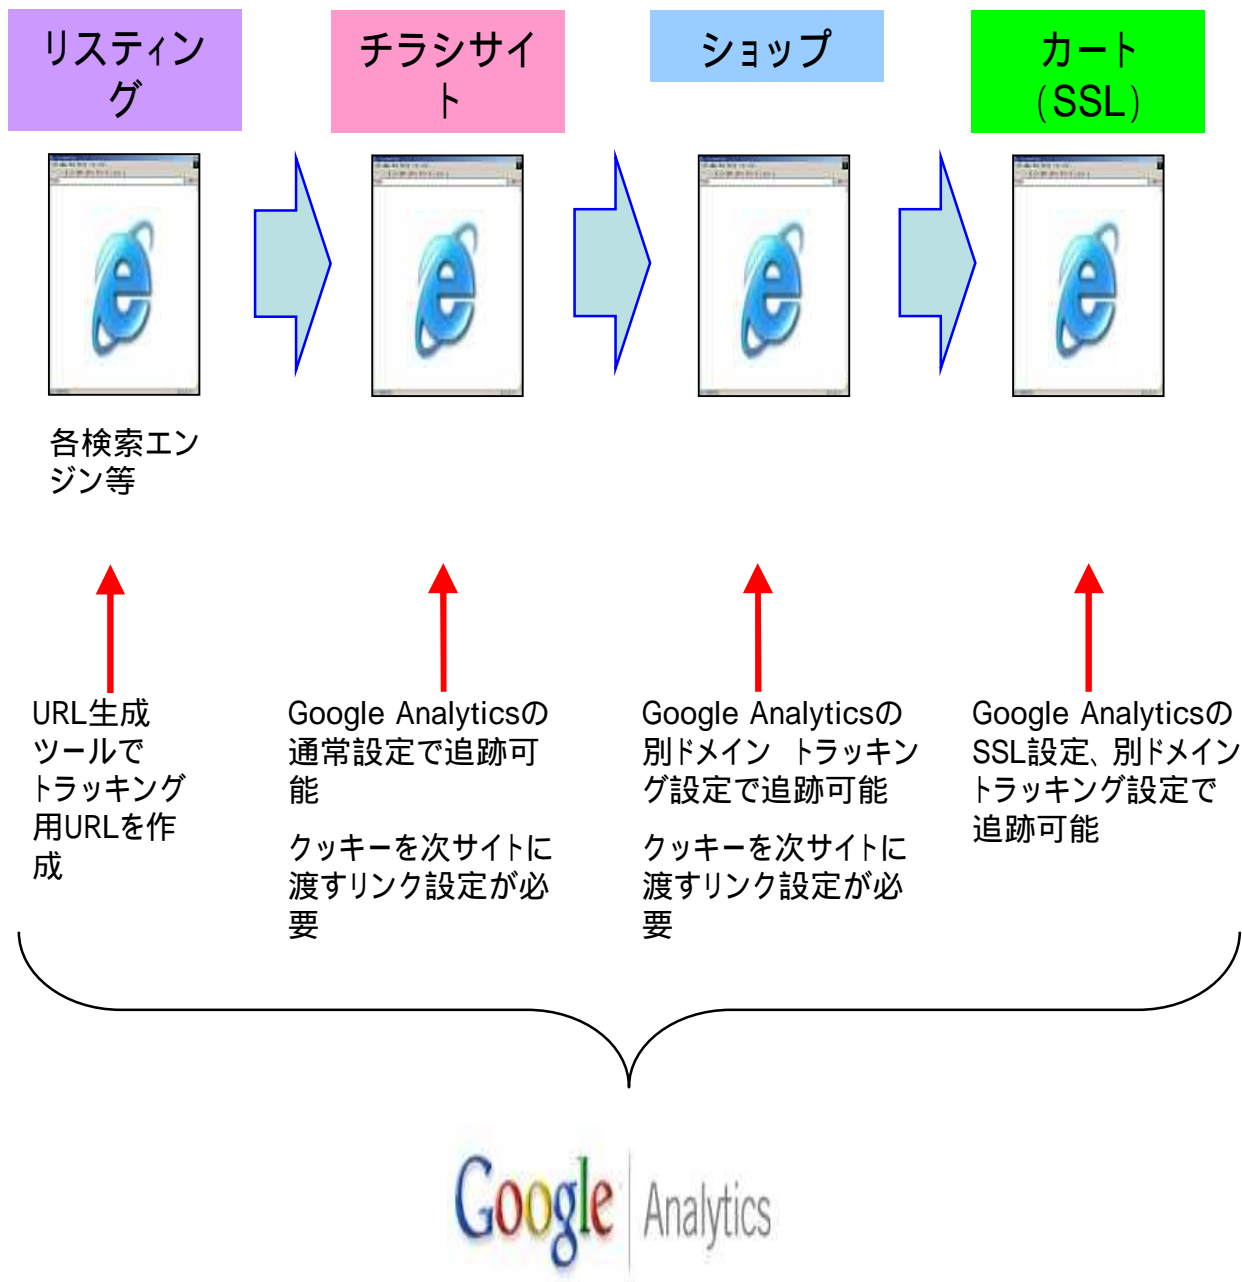 リスティン
グ
チラシサイ
ト
ショップ
カート
(SSL)
各検索エン
ジン等
URL生成
ツールで
トラッキング
用URLを作
成
Google Analyticsの
通常設定で追跡可
能
クッキーを次サイトに
渡すリンク設定が必
要
Google Analyticsの
別ドメイン トラッキン
グ設定で追跡可能
クッキーを次サイトに
渡すリンク設定が必
要
Google Analyticsの
SSL設定、別ドメイン
トラッキング設定で
追跡可能
Google Analytics